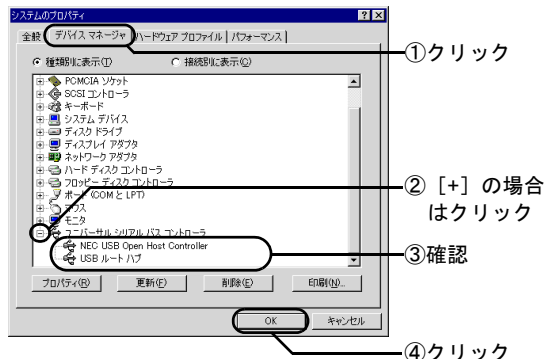 システムのプロパティ
全般 デバイス マネージャ ハードウェア プロファイル パフォーマンス
種類別に表示(T) 接続別に表示(C)
PCMCIA ソケット
SCSI コントローラ
キーボード
システム デバイス
ディスク ドライブ
ディスプレイ アダプタ
ネットワーク アダプタ
ハード ディスク コントローラ
フロッピー ディスク コントローラ
ポート (COM と LPT)
マウス
モニタ
ユニバーサル シリアル バス コントローラ
NEC USB Open Host Controller
USB ルート ハブ
プロパティ(R) 更新(F) 削除(E) 印刷(N)...
OK キャンセル
①クリック
②［+］の場合
はクリック
③確認
④クリック